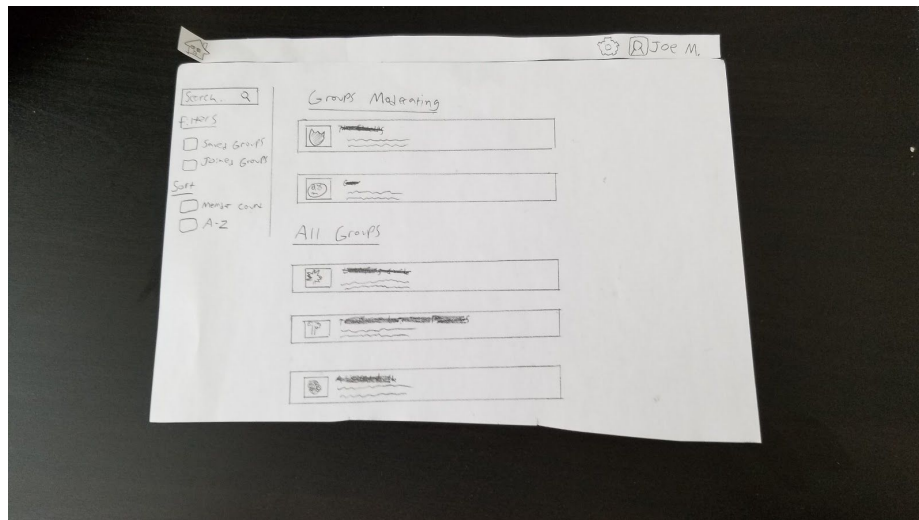 Joe M.
Search..
Filters
Saved Groups
Joined Groups
Sort
Member count
A-Z
Groups Moderating
All Groups